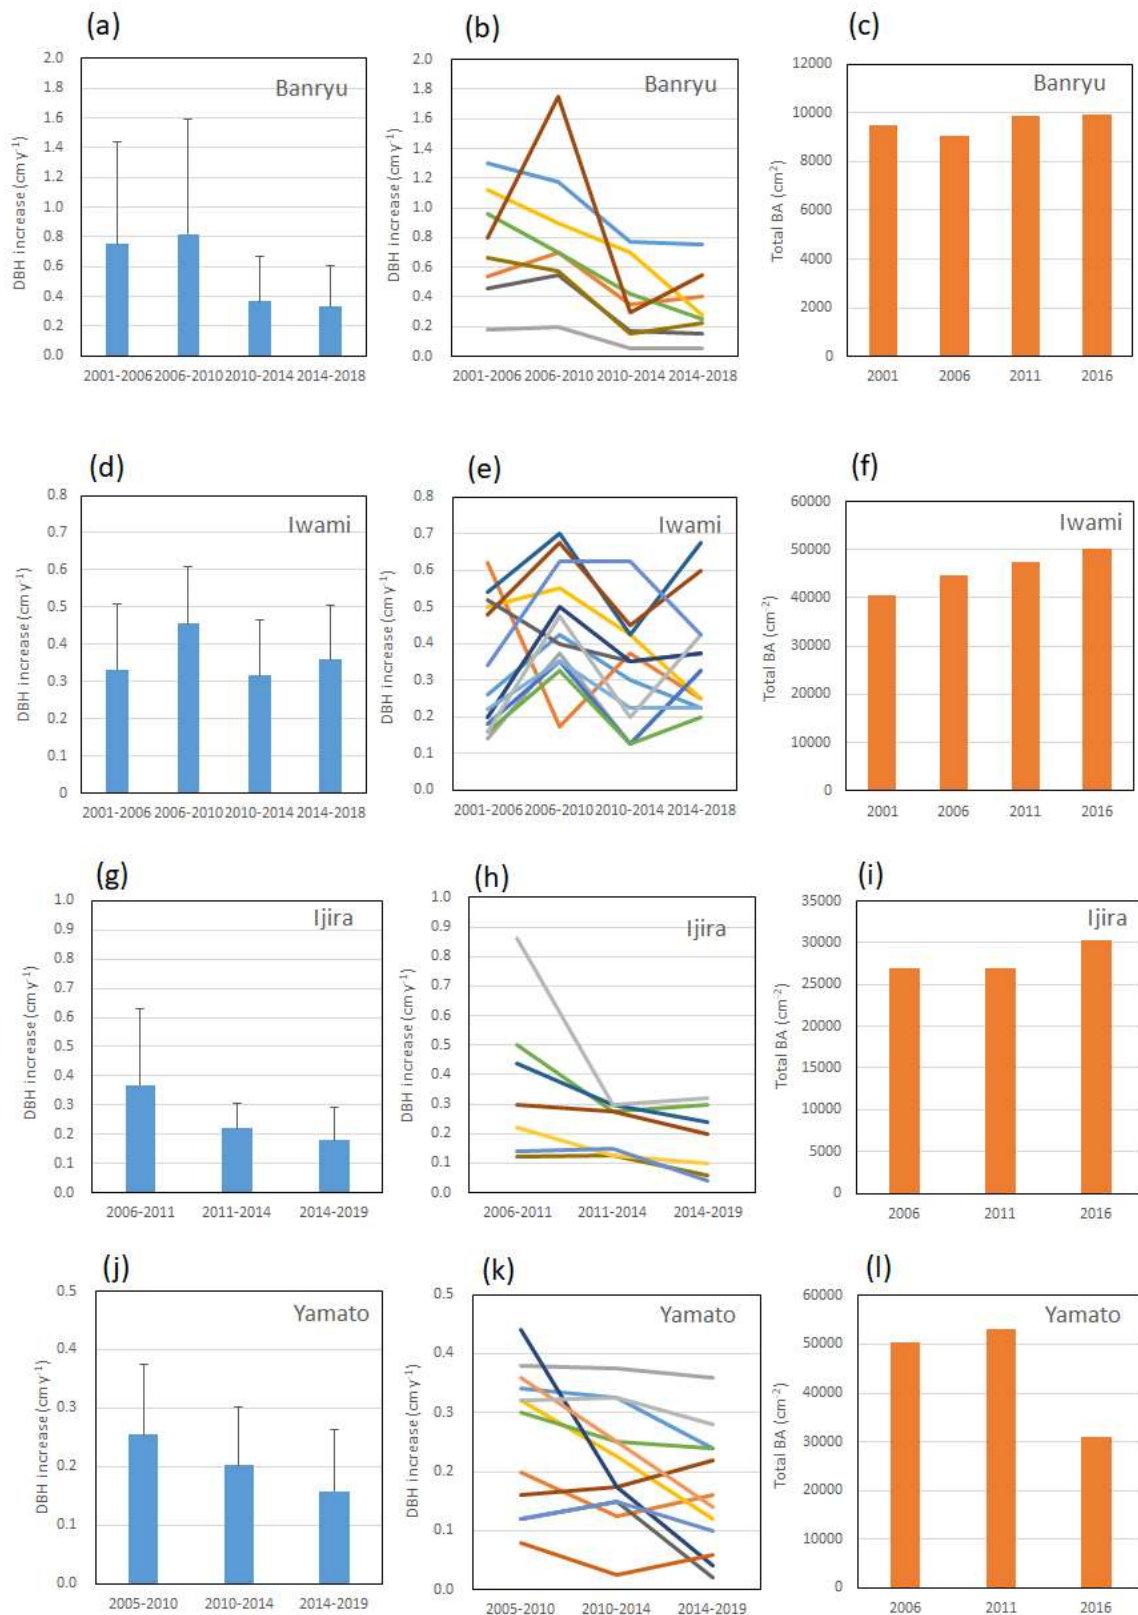 (a)
Banryu
DBH increase (cm y⁻¹)
2.0
1.8
1.6
1.4
1.2
1.0
0.8
0.6
0.4
0.2
0.0
2001-2006 2006-2010 2010-2014 2014-2018
(b)
Banryu
DBH increase (cm y⁻¹)
2.0
1.8
1.6
1.4
1.2
1.0
0.8
0.6
0.4
0.2
0.0
2001-2006 2006-2010 2010-2014 2014-2018
(c)
Banryu
Total BA (cm²)
12000
10000
8000
6000
4000
2000
0
2001 2006 2011 2016
(d)
Iwami
DBH increase (cm y⁻¹)
0.8
0.7
0.6
0.5
0.4
0.3
0.2
0.1
0
2001-2006 2006-2010 2010-2014 2014-2018
(e)
Iwami
DBH increase (cm y⁻¹)
0.8
0.7
0.6
0.5
0.4
0.3
0.2
0.1
0.0
2001-2006 2006-2010 2010-2014 2014-2018
(f)
Iwami
Total BA (cm⁻²)
60000
50000
40000
30000
20000
10000
0
2001 2006 2011 2016
(g)
Ijira
DBH increase (cm y⁻¹)
1.0
0.9
0.8
0.7
0.6
0.5
0.4
0.3
0.2
0.1
0.0
2006-2011 2011-2014 2014-2019
(h)
Ijira
DBH increase (cm y⁻¹)
1.0
0.9
0.8
0.7
0.6
0.5
0.4
0.3
0.2
0.1
0.0
2006-2011 2011-2014 2014-2019
(i)
Ijira
Total BA (cm⁻²)
35000
30000
25000
20000
15000
10000
5000
0
2006 2011 2016
(j)
Yamato
DBH increase (cm y⁻¹)
0.5
0.4
0.3
0.2
0.1
0.0
2005-2010 2010-2014 2014-2019
(k)
Yamato
DBH increase (cm y⁻¹)
0.5
0.4
0.3
0.2
0.1
0.0
2005-2010 2010-2014 2014-2019
(l)
Yamato
Total BA (cm⁻²)
60000
50000
40000
30000
20000
10000
0
2006 2011 2016